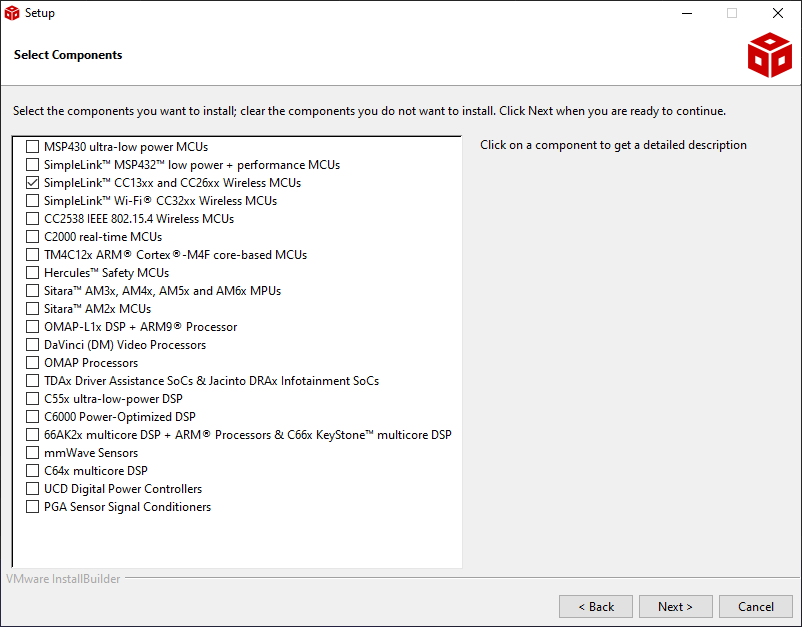 Setup
Select Components
Select the components you want to install; clear the components you do not want to install. Click Next when you are ready to continue.
MSP430 ultra-low power MCUs
SimpleLink™ MSP432™ low power + performance MCUs
SimpleLink™ CC13xx and CC26xx Wireless MCUs
SimpleLink™ Wi-Fi® CC32xx Wireless MCUs
CC2538 IEEE 802.15.4 Wireless MCUs
C2000 real-time MCUs
TM4C12x ARM® Cortex®-M4F core-based MCUs
Hercules™ Safety MCUs
Sitara™ AM3x, AM4x, AM5x and AM6x MPUs
Sitara™ AM2x MCUs
OMAP-L1x DSP + ARM9® Processor
DaVinci (DM) Video Processors
OMAP Processors
TDAx Driver Assistance SoCs & Jacinto DRAx Infotainment SoCs
C55x ultra-low-power DSP
C6000 Power-Optimized DSP
66AK2x multicore DSP + ARM® Processors & C66x KeyStone™ multicore DSP
mmWave Sensors
C64x multicore DSP
UCD Digital Power Controllers
PGA Sensor Signal Conditioners
Click on a component to get a detailed description
VMware InstallBuilder
< Back
Next >
Cancel